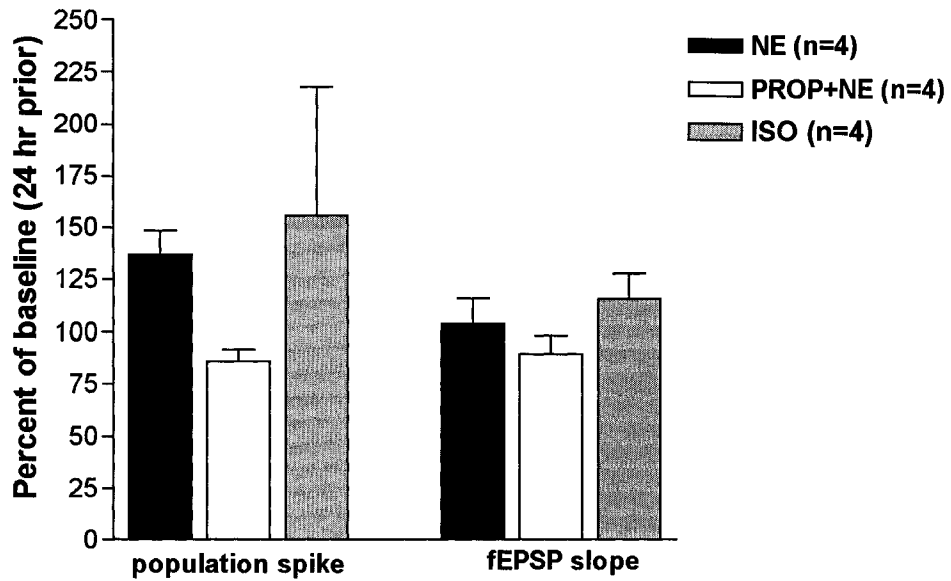 Percent of baseline (24 hr prior)
250
225
200
175
150
125
100
75
50
25
0
population spike
fEPSP slope
NE (n=4)
PROP+NE (n=4)
ISO (n=4)